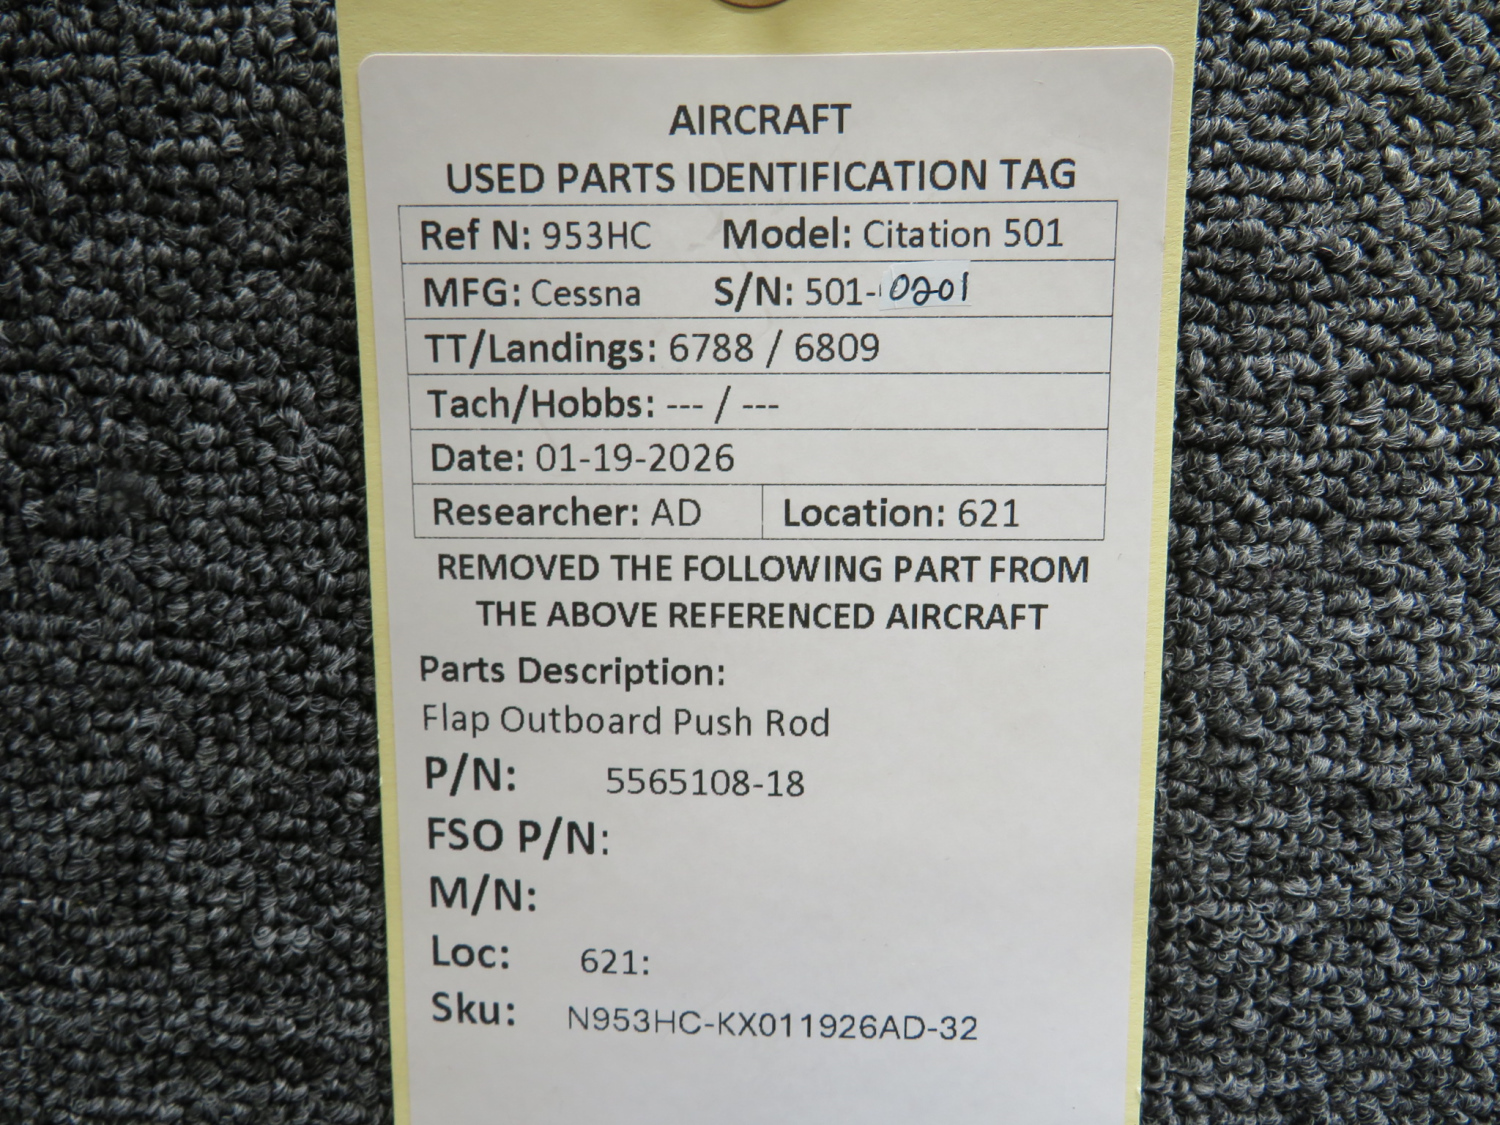 AIRCRAFT
USED PARTS IDENTIFICATION TAG
Ref N: 953HC Model: Citation 501
MFG: Cessna S/N: 501-0201
TT/Landings: 6788 / 6809
Tach/Hobbs: --- / ---
Date: 01-19-2026
Researcher: AD Location: 621
REMOVED THE FOLLOWING PART FROM
THE ABOVE REFERENCED AIRCRAFT
Parts Description:
Flap Outboard Push Rod
P/N: 5565108-18
FSO P/N:
M/N:
Loc: 621:
Sku: N953HC-KX011926AD-32